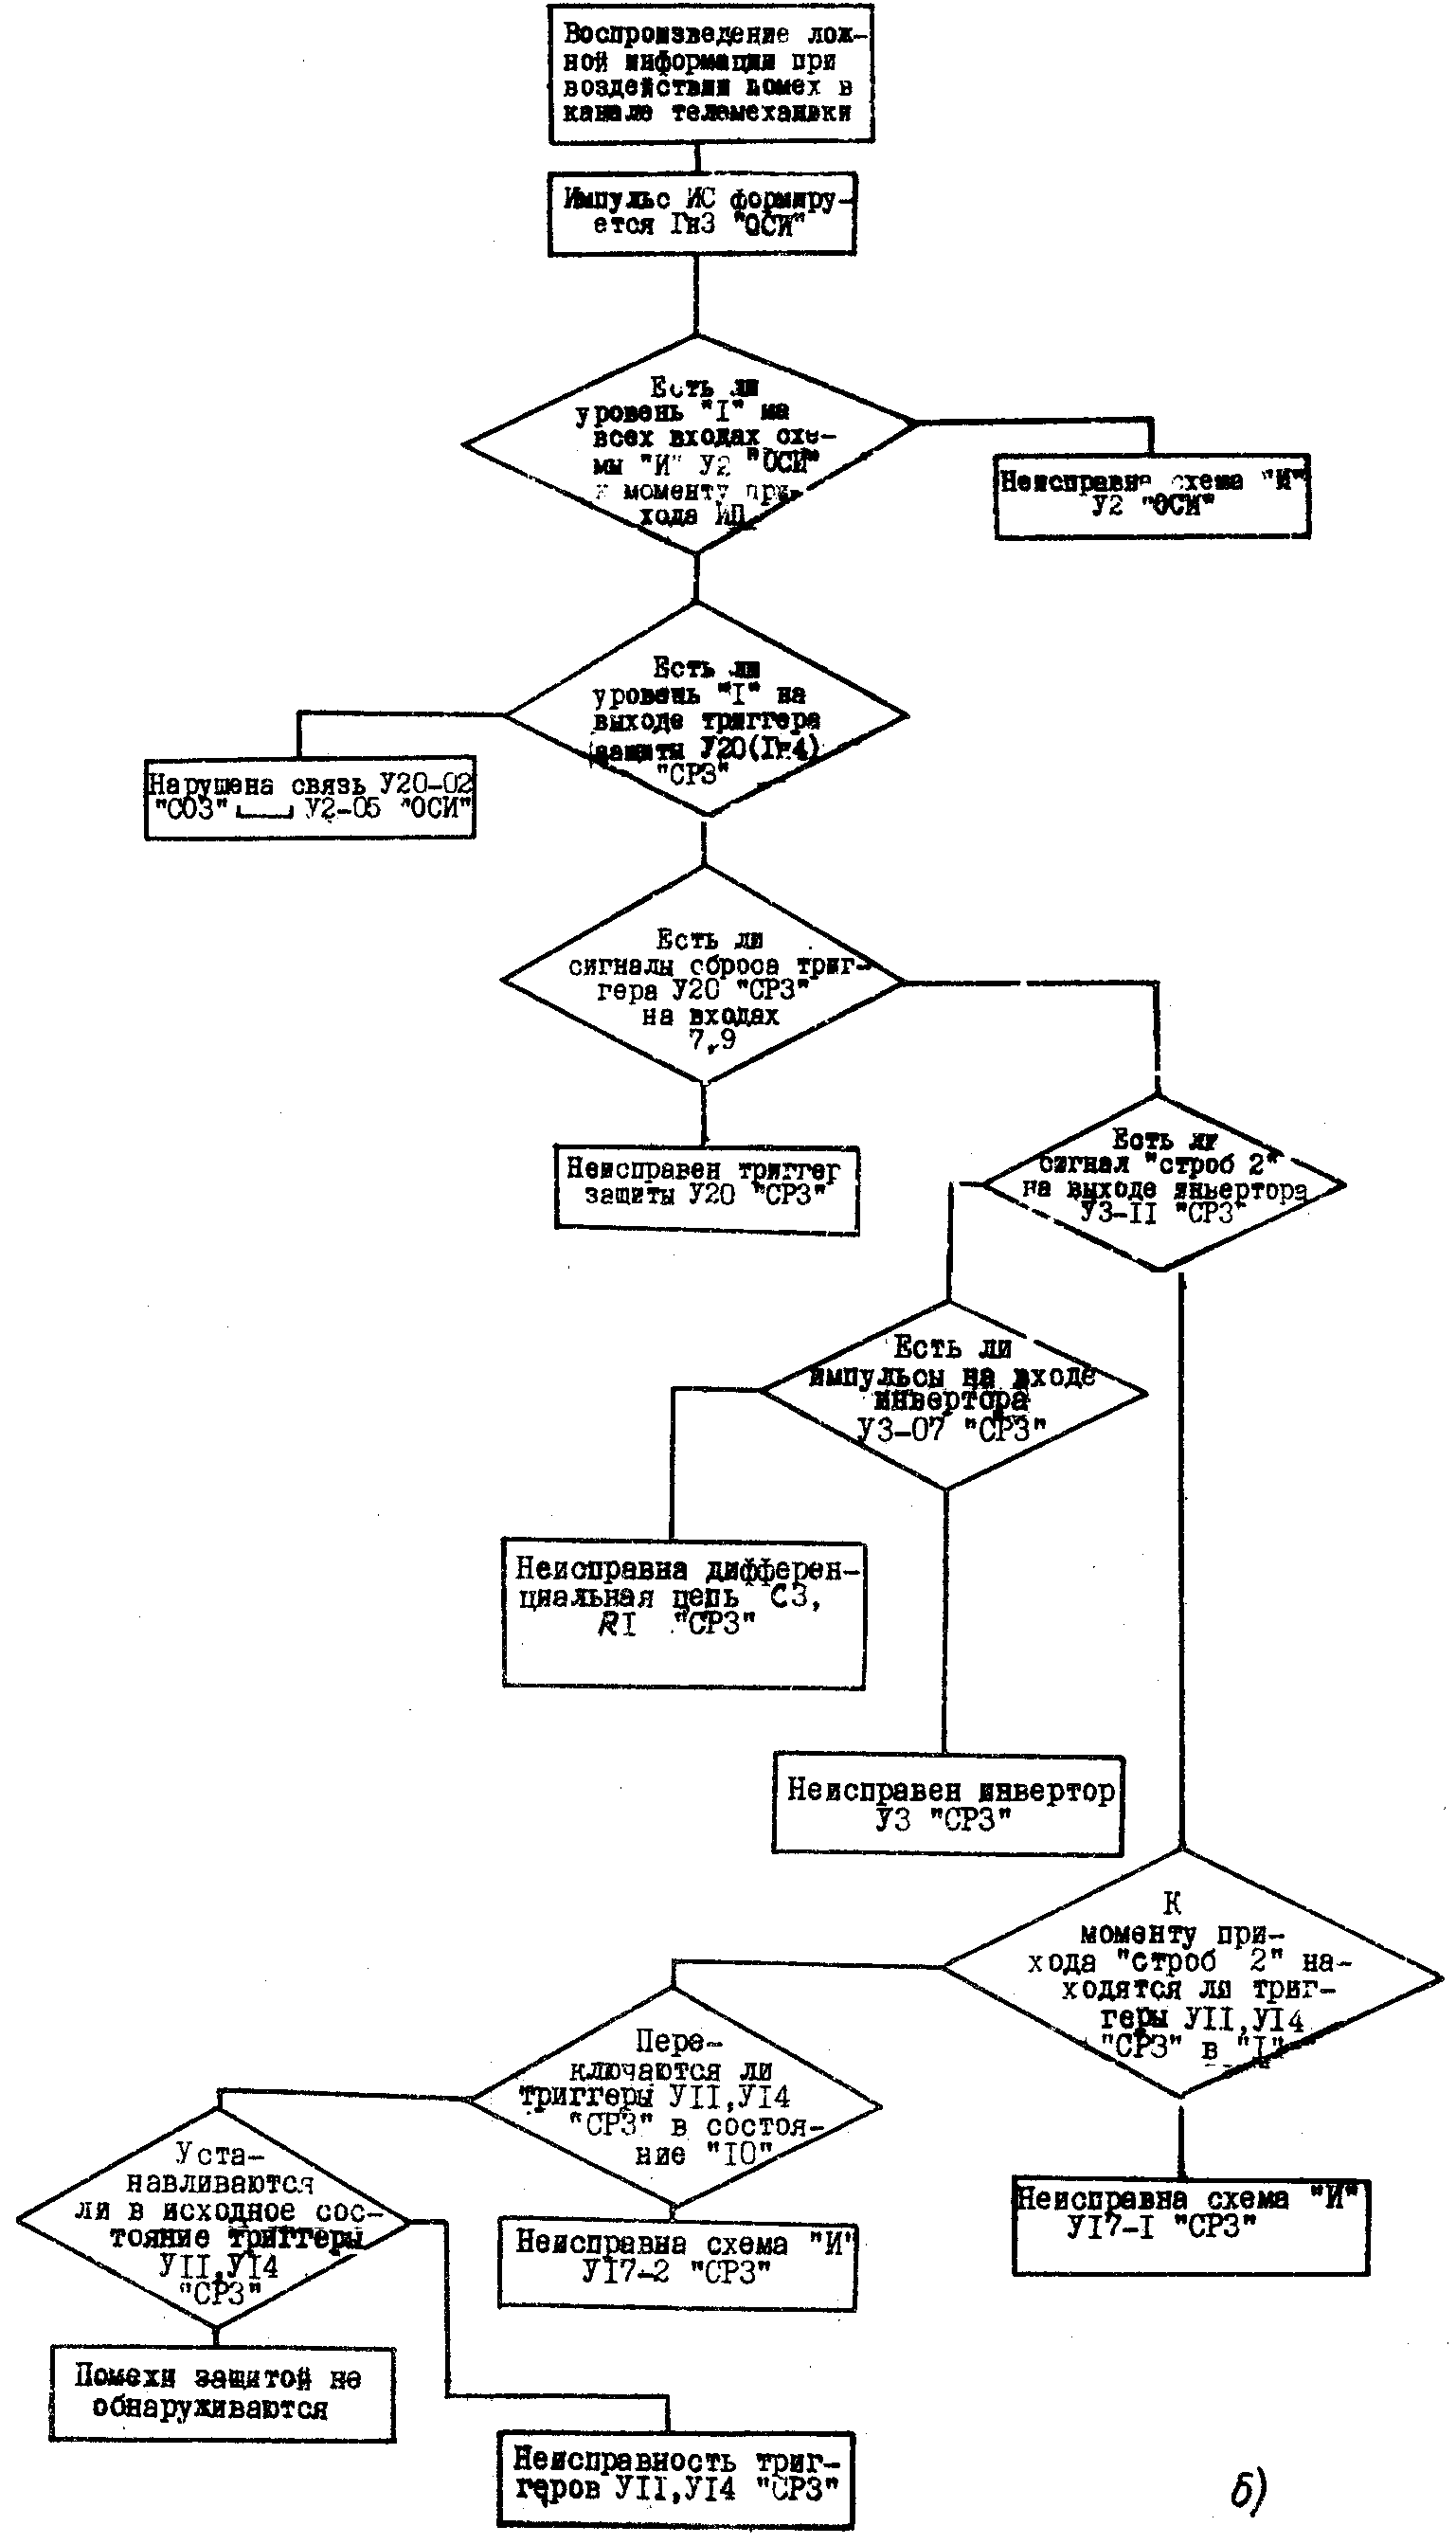 Воспроизведение лож-
ной информации при
воздействии помех в
канале телемеханики
Импульс ИС формиру-
ется Гн3 "ОСИ"
Есть ли
уровень "I" на
всех входах схе-
мы "И" У2 "ОСИ"
к моменту при-
хода ИП
Неисправна схема "И"
У2 "ОСИ"
Есть ли
уровень "I" на
выходе триггера
защиты У20(Гн4)
"СРЗ"
Нарушена связь У20-02
"СОЗ" У2-05 "ОСИ"
Есть ли
сигналы сброса триг-
гера У20 "СРЗ"
на входах
7,9
Неисправен триггер
защиты У20 "СРЗ"
Есть ли
сигнал "строб 2"
на выходе инвертора
У3-II "СРЗ"
Есть ли
импульсы на входе
инвертора
У3-07 "СРЗ"
Неисправна дифферен-
циальная цепь С3,
RI "СРЗ"
Неисправен инвертор
У3 "СРЗ"
К
моменту при-
хода "строб 2" на-
ходятся ли триг-
геры УII,УI4
"СРЗ" в "I"
Пере-
ключаются ли
триггеры УII,УI4
"СРЗ" в состоя-
ние "IO"
Уста-
навливаются
ли в исходное сос-
тояние триггеры
УII,УI4
"СРЗ"
Неисправна схема "И"
УI7-2 "СРЗ"
Неисправна схема "И"
УI7-I "СРЗ"
Помехи защитой не
обнаруживаются
Неисправность триг-
геров УII,УI4 "СРЗ"
б)